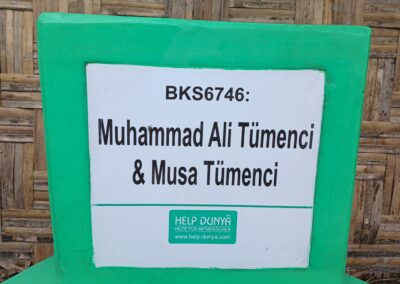 BKS6746:
Muhammad Ali Tümenci
& Musa Tümenci
HELP DUNYA
HILFE FÜR MITMENSCHEN
www.help-dunya.com